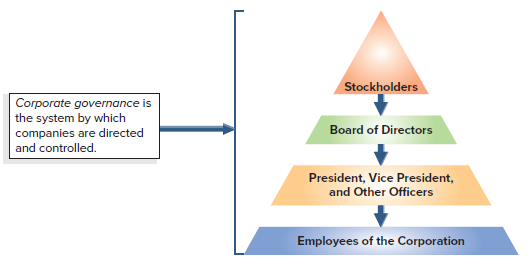 Corporate governance is
the system by which
companies are directed
and controlled.
Stockholders
Board of Directors
President, Vice President,
and Other Officers
Employees of the Corporation